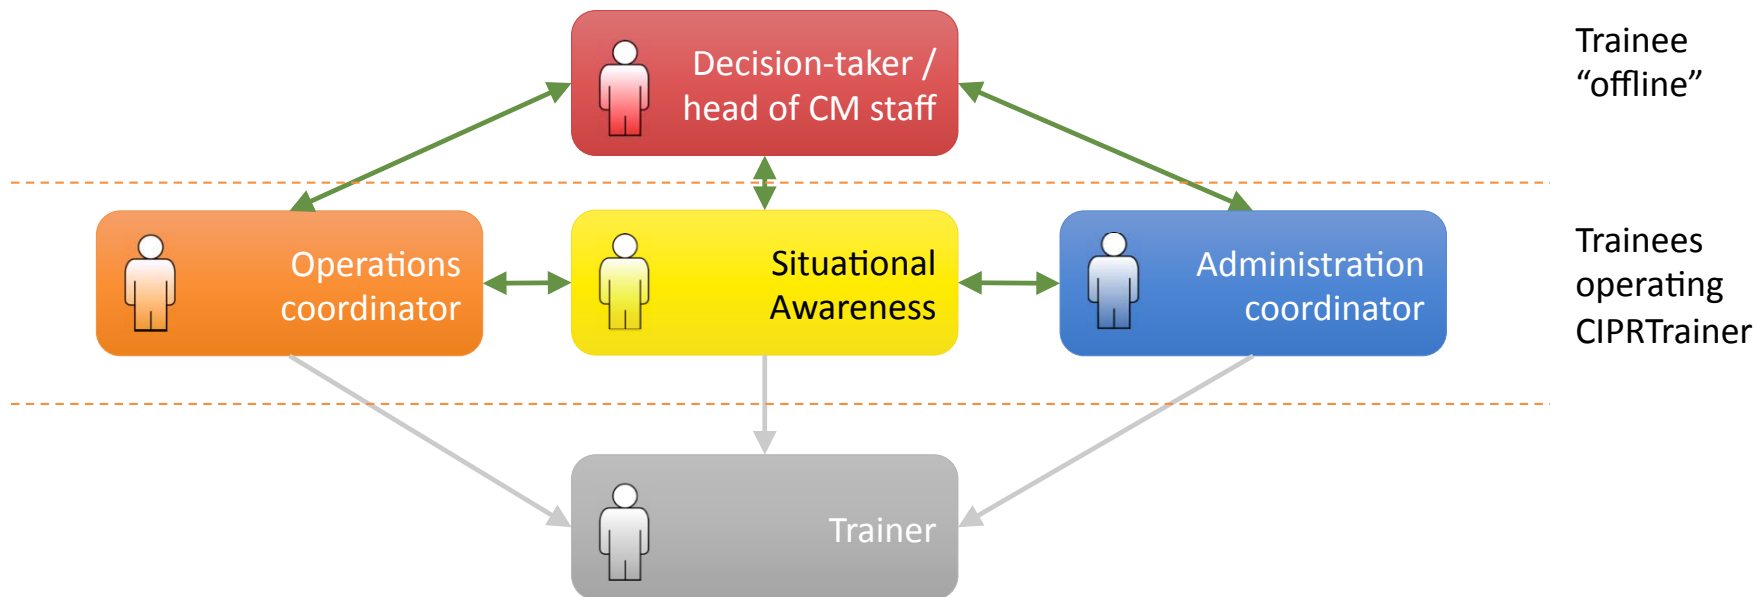 Decision-taker /
head of CM staff
Trainee
“offline”
Operations
coordinator
Situational
Awareness
Administration
coordinator
Trainees
operating
CIPRTrainer
Trainer